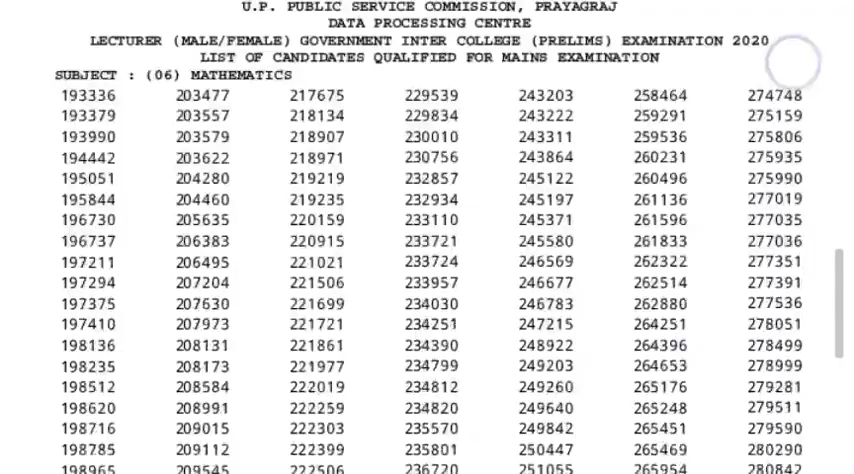 U.P. PUBLIC SERVICE COMMISSION, PRAYAGRAJ
DATA PROCESSING CENTRE
LECTURER (MALE/FEMALE) GOVERNMENT INTER COLLEGE (PRELIMS) EXAMINATION 2020
LIST OF CANDIDATES QUALIFIED FOR MAINS EXAMINATION
SUBJECT : (06) MATHEMATICS
193336 203477 217675 229539 243203 258464 274748
193379 203557 218134 229834 243222 259291 275159
193990 203579 218907 230010 243311 259536 275806
194442 203622 218971 230756 243864 260231 275935
195051 204280 219219 232857 245122 260496 275990
195844 204460 219235 232934 245197 261136 277019
196730 205635 220159 233110 245371 261596 277035
196737 206383 220915 233721 245580 261833 277036
197211 206495 221021 233724 246569 262322 277351
197294 207204 221506 233957 246677 262514 277391
197375 207630 221699 234030 246783 262880 277536
197410 207973 221721 234251 247215 264251 278051
198136 208131 221861 234390 248922 264396 278499
198235 208173 221977 234799 249203 264653 278999
198512 208584 222019 234812 249260 265176 279281
198620 208991 222259 234820 249640 265248 279511
198716 209015 222303 235570 249842 265451 279590
198785 209112 222399 235801 250447 265469 280290
198965 209545 222506 236720 251055 265954 280842